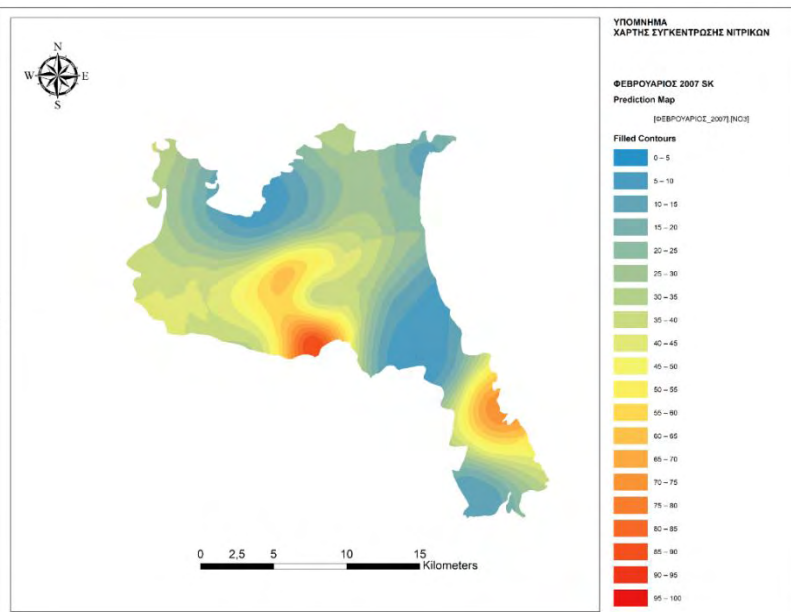 ΥΠΟΜΝΗΜΑ
ΧΑΡΤΗΣ ΣΥΓΚΕΝΤΡΩΣΗΣ ΝΙΤΡΙΚΩΝ
ΦΕΒΡΟΥΑΡΙΟΣ 2007 SK
Prediction Map
[ΦΕΒΡΟΥΑΡΙΟΣ_2007].[NO3]
Filled Contours
0 – 5
5 – 10
10 – 15
15 – 20
20 – 25
25 – 30
30 – 35
35 – 40
40 – 45
45 – 50
50 – 55
55 – 60
60 – 65
65 – 70
70 – 75
75 – 80
80 – 85
85 – 90
90 – 95
95 – 100
N
W E
S
0 2,5 5 10 15
Kilometers